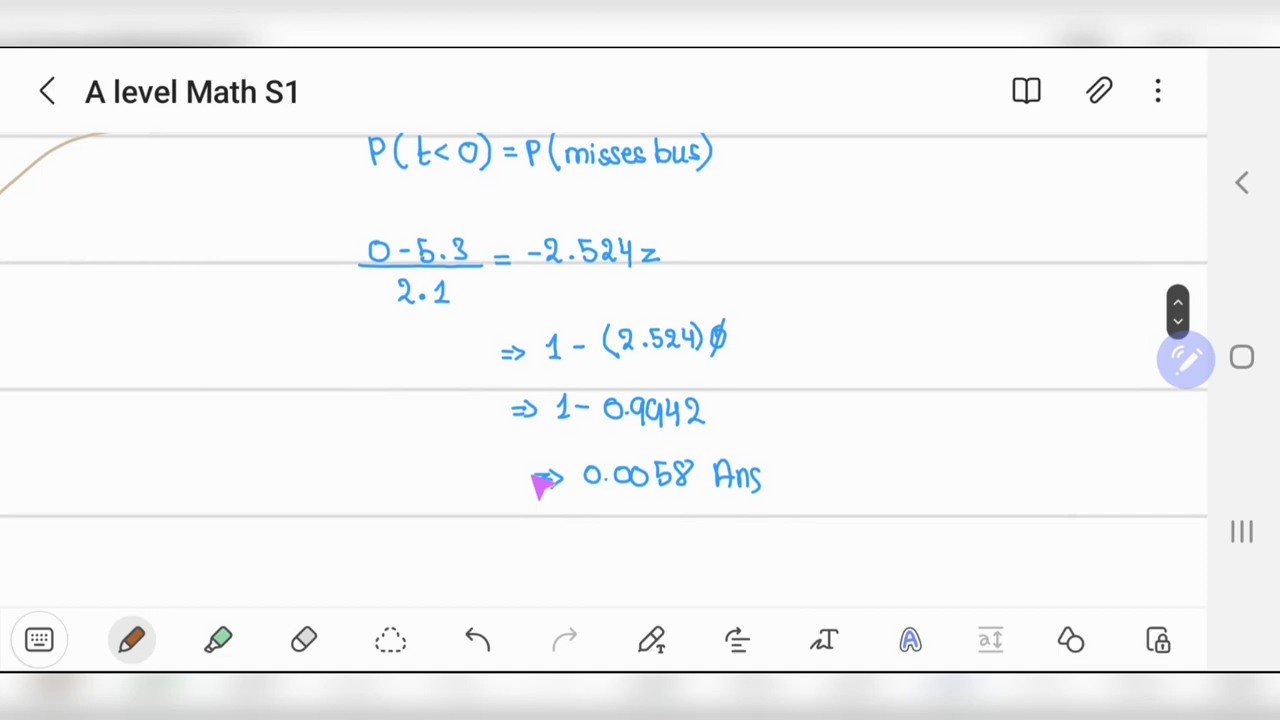 A level Math S1
P(t<0) = P(misses bus)
0 - 5.3 / 2.1 = -2.524 z
⇒ 1 - (2.524)ϕ
⇒ 1 - 0.9942
⇒ 0.0058 Ans